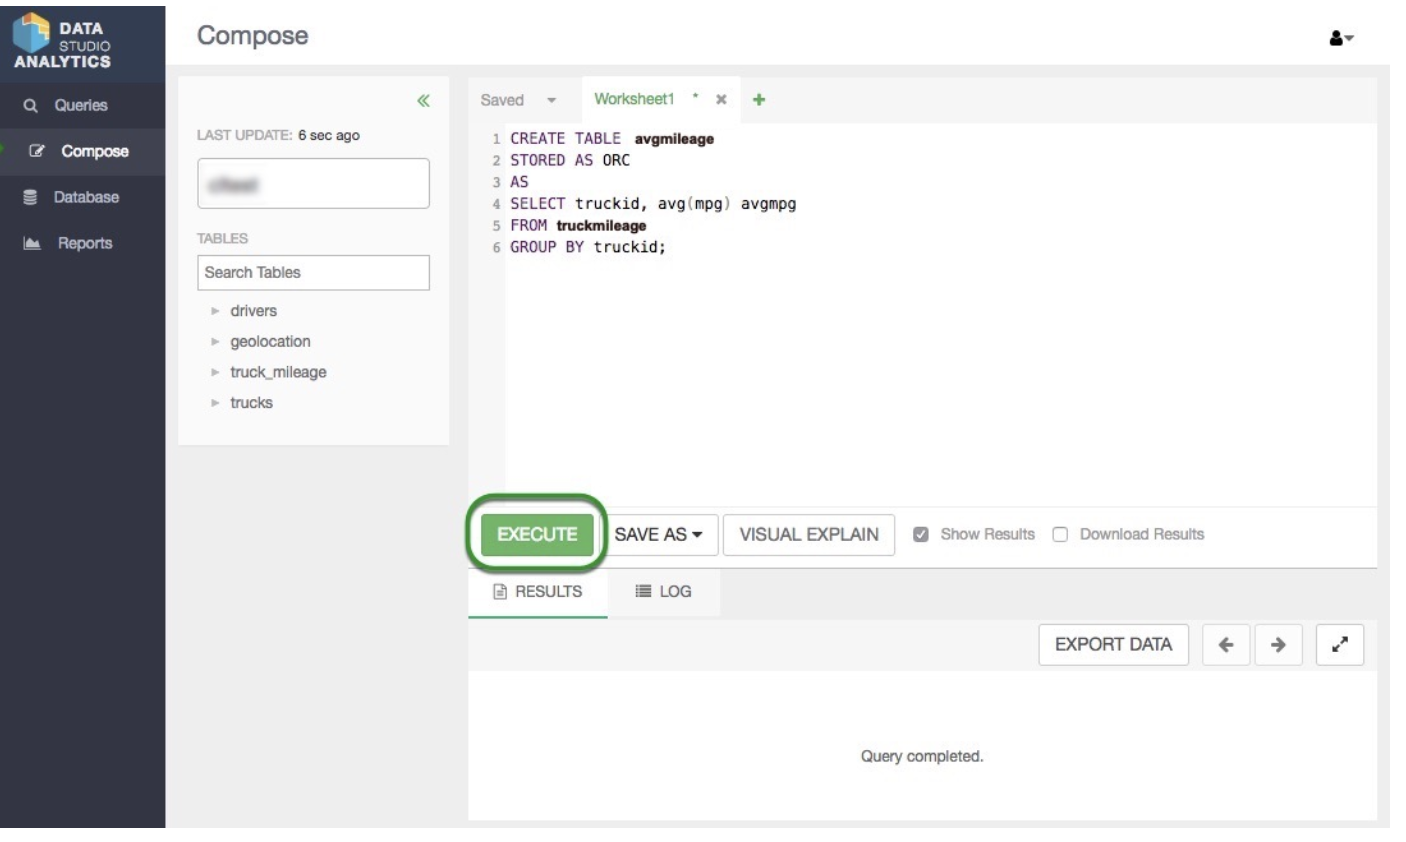 DATA
STUDIO
ANALYTICS
Compose
Queries
Compose
Database
Reports
LAST UPDATE: 6 sec ago
TABLES
Search Tables
drivers
geolocation
truck_mileage
trucks
Saved
Worksheet1 *
1 CREATE TABLE avgmileage
2 STORED AS ORC
3 AS
4 SELECT truckid, avg(mpg) avgmpg
5 FROM truckmileage
6 GROUP BY truckid;
EXECUTE SAVE AS VISUAL EXPLAIN Show Results Download Results
RESULTS LOG
EXPORT DATA
Query completed.